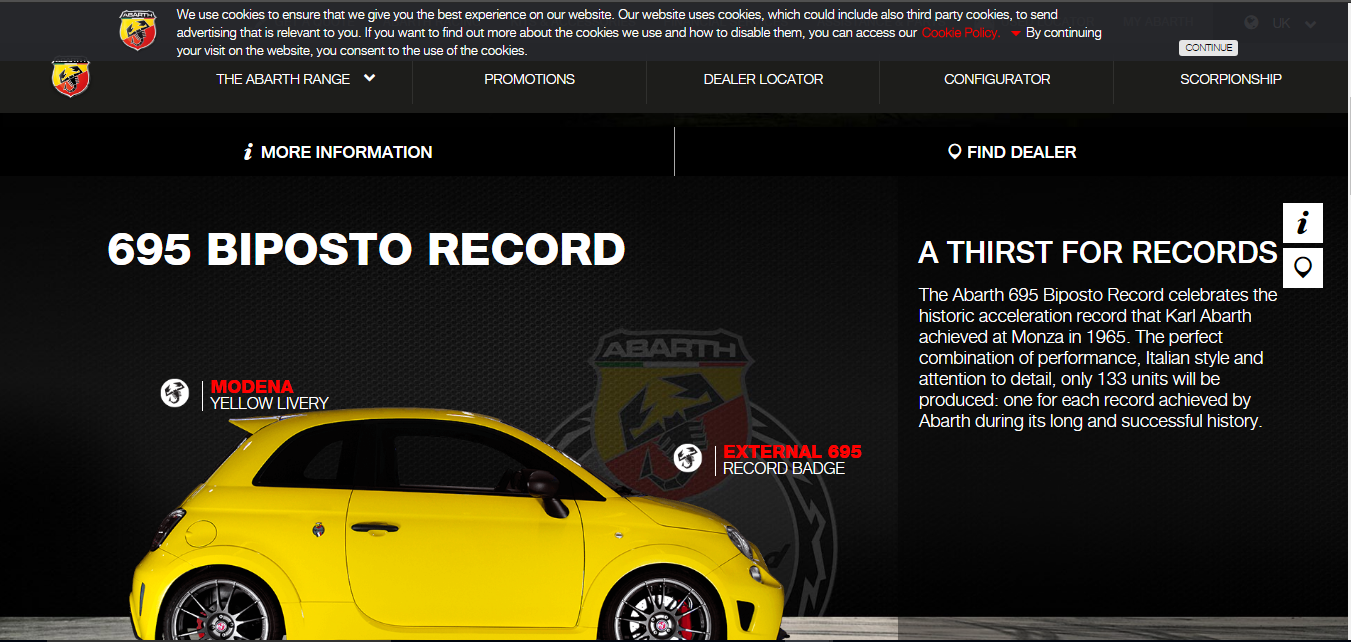 ABARTH
We use cookies to ensure that we give you the best experience on our website. Our website uses cookies, which could include also third party cookies, to send
advertising that is relevant to you. If you want to find out more about the cookies we use and how to disable them, you can access our Cookie Policy. By continuing
your visit on the website, you consent to the use of the cookies.
MY ABARTH
UK
CONTINUE
THE ABARTH RANGE
PROMOTIONS
DEALER LOCATOR
CONFIGURATOR
SCORPIONSHIP
i MORE INFORMATION
FIND DEALER
695 BIPOSTO RECORD
i
A THIRST FOR RECORDS
The Abarth 695 Biposto Record celebrates the
historic acceleration record that Karl Abarth
achieved at Monza in 1965. The perfect
combination of performance, Italian style and
attention to detail, only 133 units will be
produced: one for each record achieved by
Abarth during its long and successful history.
ABARTH
MODENA
YELLOW LIVERY
EXTERNAL 695
RECORD BADGE